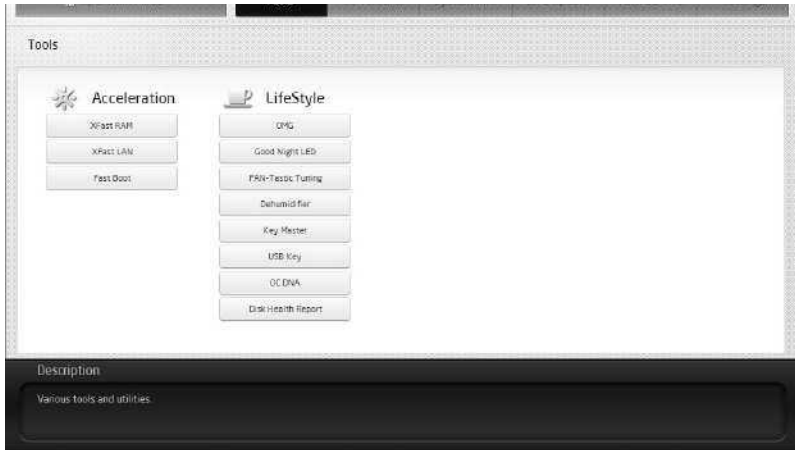 Tools
Acceleration
XFast RAM
XFast LAN
Fast Boot
LifeStyle
OMG
Good Night LED
FAN-Tastic Tuning
Dehumidifier
Key Master
USB Key
OC DNA
Disk Health Report
Description
Various tools and utilities.